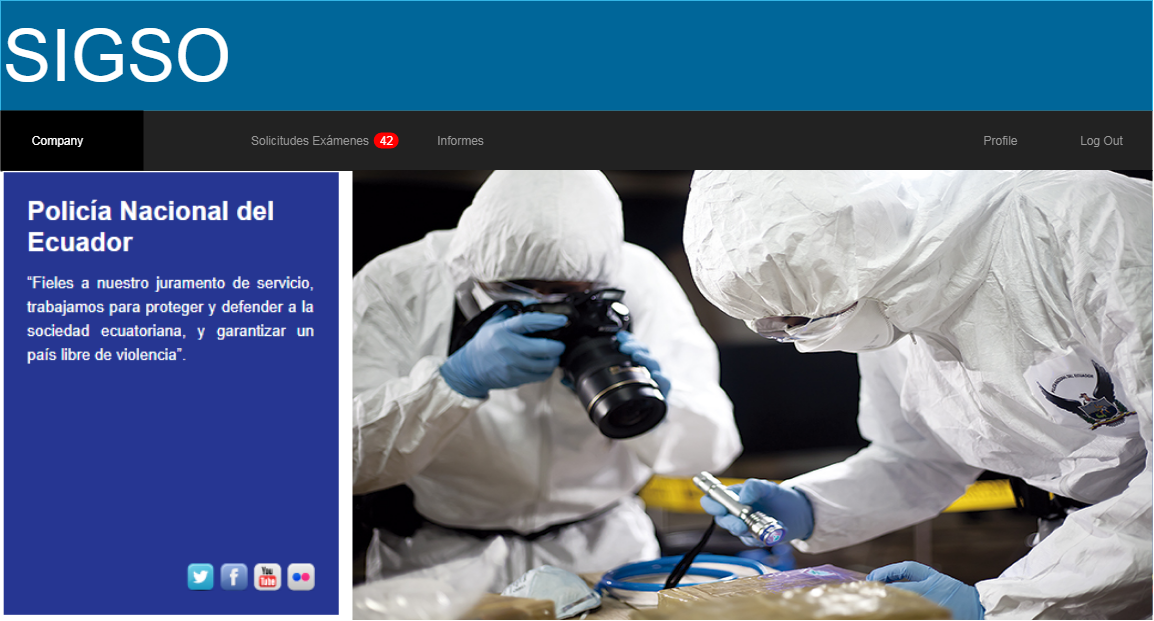 SIGSO
Company
Solicitudes Exámenes 42
Informes
Profile
Log Out
Policía Nacional del
Ecuador
“Fieles a nuestro juramento de servicio,
trabajamos para proteger y defender a la
sociedad ecuatoriana, y garantizar un
país libre de violencia”.
You
Tube